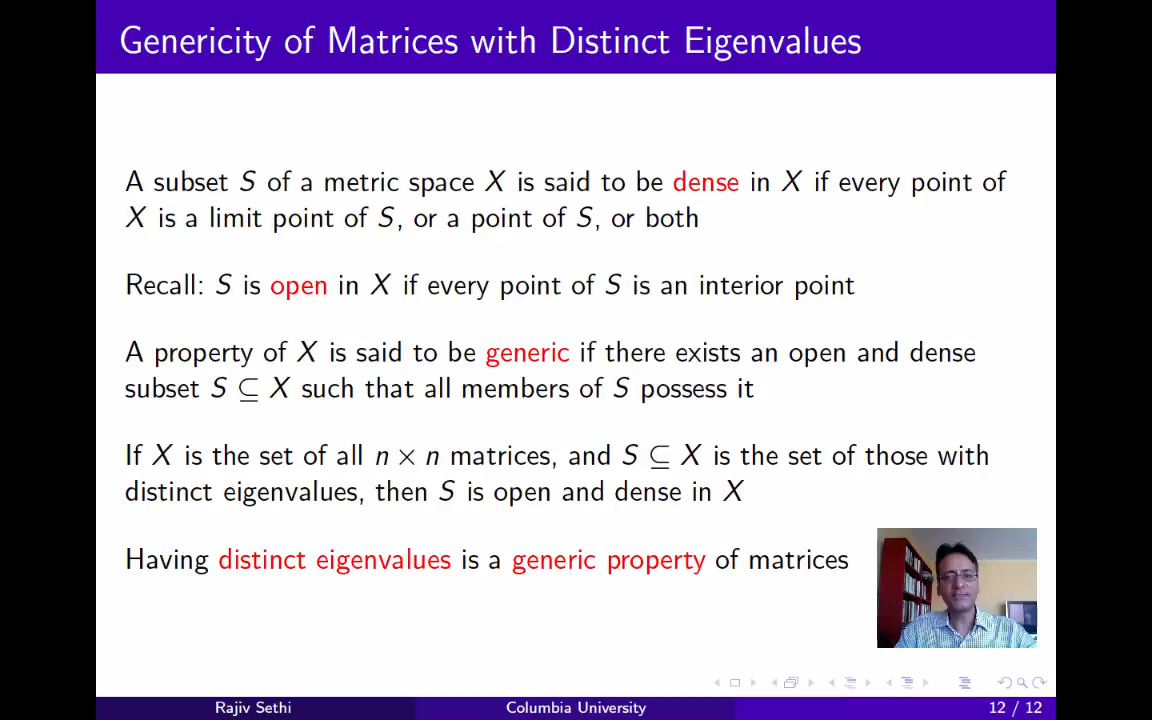 Genericity of Matrices with Distinct Eigenvalues
A subset S of a metric space X is said to be dense in X if every point of
X is a limit point of S, or a point of S, or both
Recall: S is open in X if every point of S is an interior point
A property of X is said to be generic if there exists an open and dense
subset S ⊆ X such that all members of S possess it
If X is the set of all n × n matrices, and S ⊆ X is the set of those with
distinct eigenvalues, then S is open and dense in X
Having distinct eigenvalues is a generic property of matrices
Rajiv Sethi
Columbia University
12 / 12